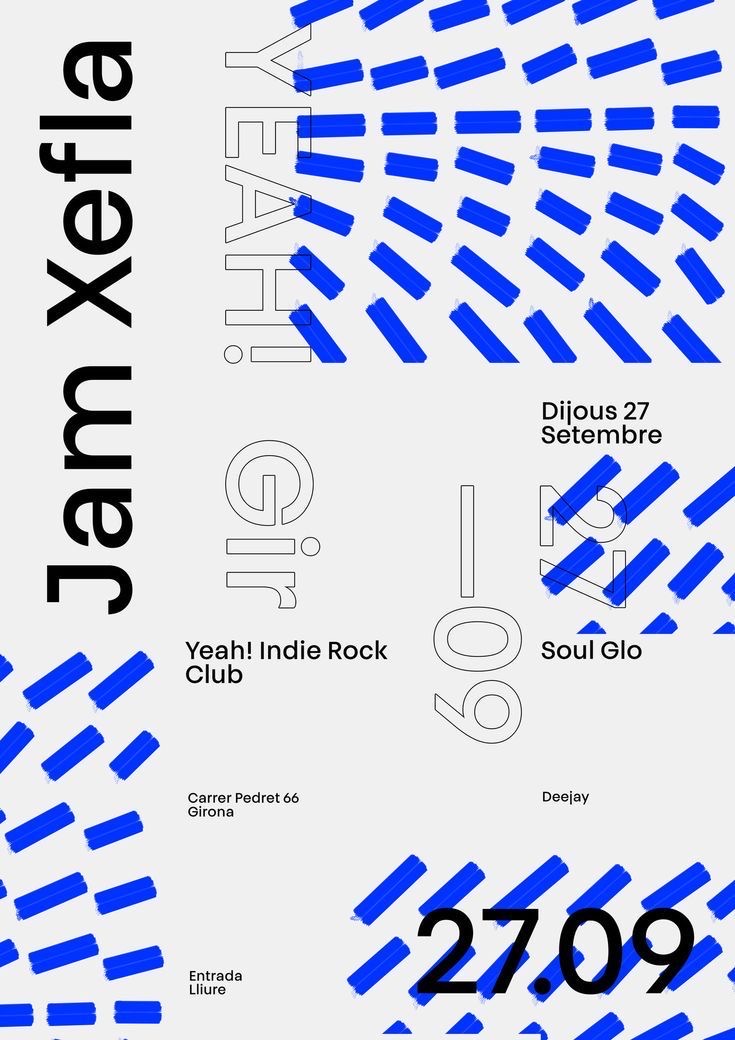 Jam Xefla
YEAH!
Gir
Dijous 27
Setembre
27
—09
Yeah! Indie Rock
Club
Soul Glo
Carrer Pedret 66
Girona
Deejay
Entrada
Lliure
27.09